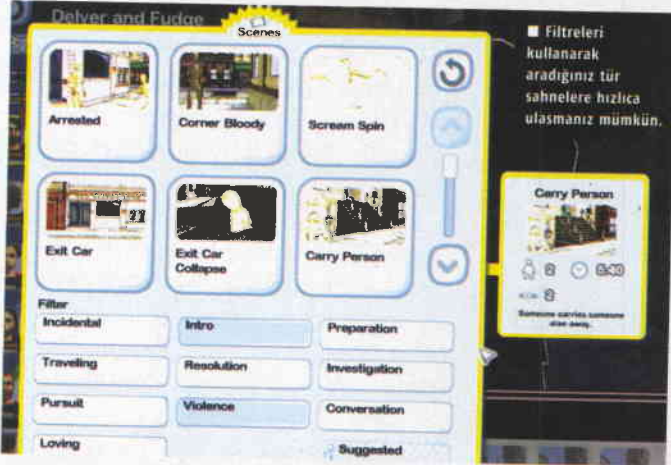 Delver and Fudge
Scenes
Arrested
Corner Bloody
Scream Spin
Exit Car
Exit Car
Collapse
Carry Person
Filter
Incidental
Intro
Preparation
Traveling
Resolution
Investigation
Pursuit
Violence
Conversation
Loving
Suggested
■ Filtreleri
kullanarak
aradığınız tür
sahnelere hızlıca
ulasmanız mümkün.
Carry Person
Someone carries someone
else away.